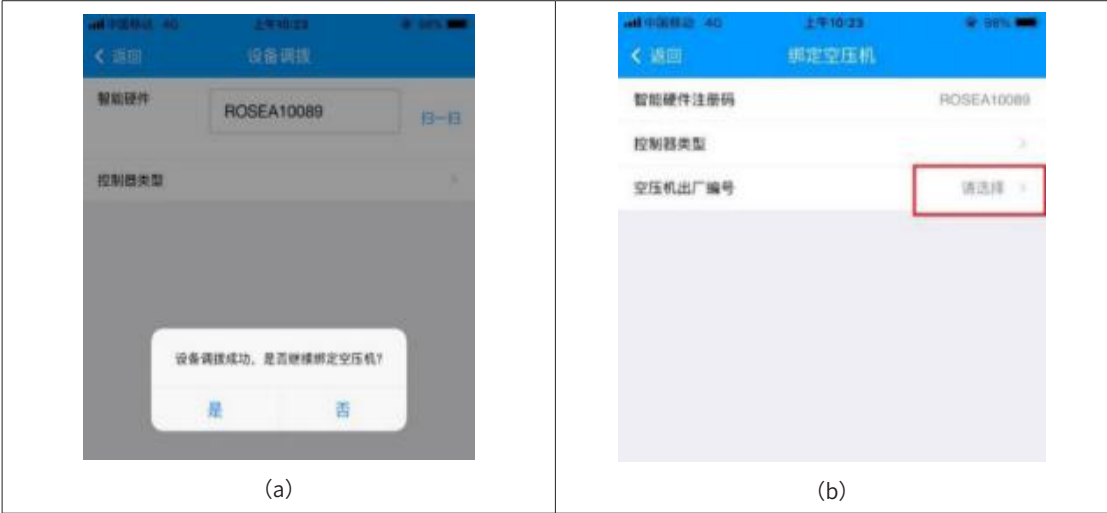 中国移动 4G 上午10:23 98%
返回 设备调拨
智能硬件 ROSEA10089 扫一扫
控制器类型
设备调拨成功，是否继续绑定空压机？
是 否
(a)
中国移动 4G 上午10:23 98%
返回 绑定空压机
智能硬件注册码 ROSEA10089
控制器类型
空压机出厂编号 请选择
(b)